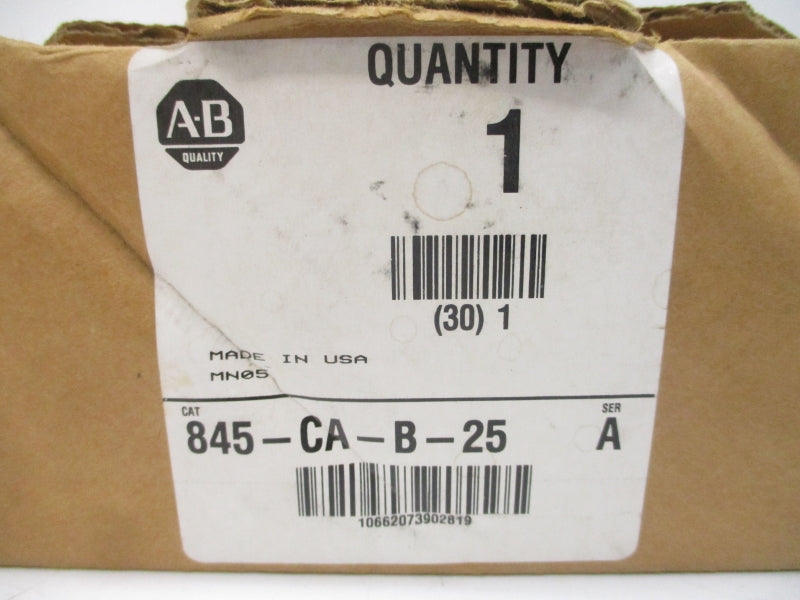 A·B
QUALITY
QUANTITY
1
(30) 1
MADE IN USA
MN05
CAT
SER
845-CA-B-25
A
10662073902819